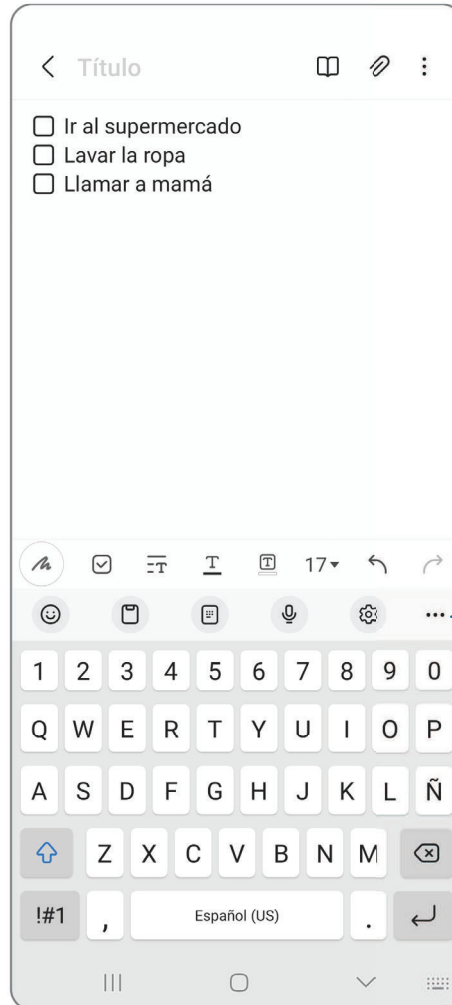 Título
Ir al supermercado
Lavar la ropa
Llamar a mamá
T T T 17
1 2 3 4 5 6 7 8 9 0
Q W E R T Y U I O P
A S D F G H J K L Ñ
Z X C V B N M
!#1 , Español (US) .